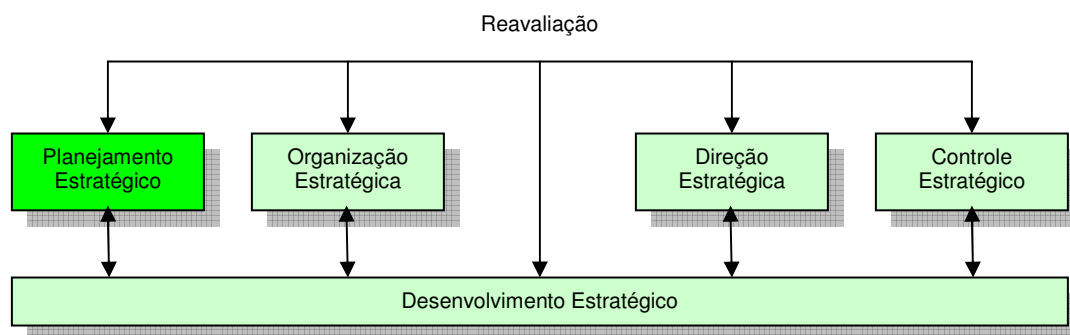 Reavaliação
Planejamento
Estratégico
Organização
Estratégica
Direção
Estratégica
Controle
Estratégico
Desenvolvimento Estratégico